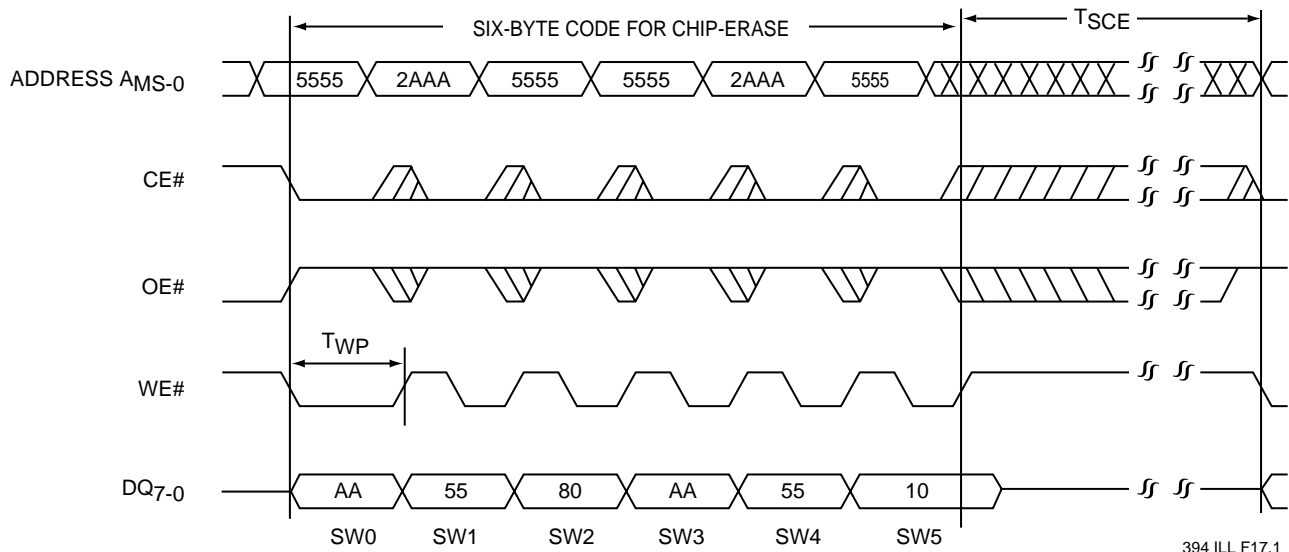 SIX-BYTE CODE FOR CHIP-ERASE
TSCE
ADDRESS AMS-0
5555 2AAA 5555 5555 2AAA 5555
CE#
OE#
TWP
WE#
DQ7-0
AA 55 80 AA 55 10
SW0 SW1 SW2 SW3 SW4 SW5
394 ILL F17.1